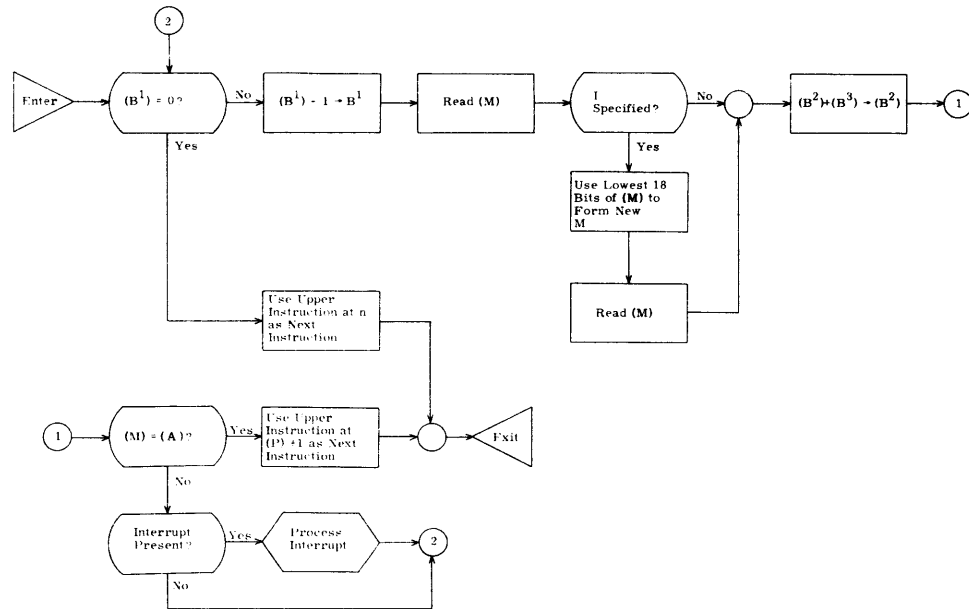 2
Enter
(B¹) = 0?
No
(B¹) - 1 → B¹
Read (M)
I
Specified?
No
(B²)+(B³) → (B²)
1
Yes
Yes
Use Lowest 18
Bits of (M) to
Form New
M
Read (M)
Use Upper
Instruction at n
as Next
Instruction
1
(M) = (A)?
Yes
Use Upper
Instruction at
(P) +1 as Next
Instruction
Exit
No
Interrupt
Present?
Yes
Process
Interrupt
2
No